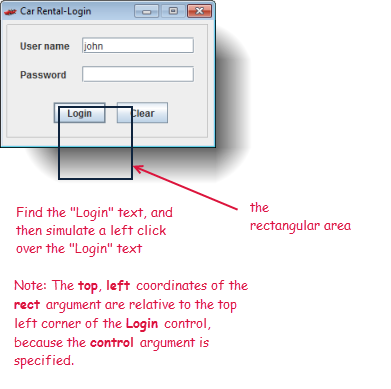 Car Rental-Login
User name
john
Password
Login
Clear
the
rectangular area
Find the "Login" text, and
then simulate a left click
over the "Login" text
Note: The top, left coordinates of the
rect argument are relative to the top
left corner of the Login control,
because the control argument is
specified.